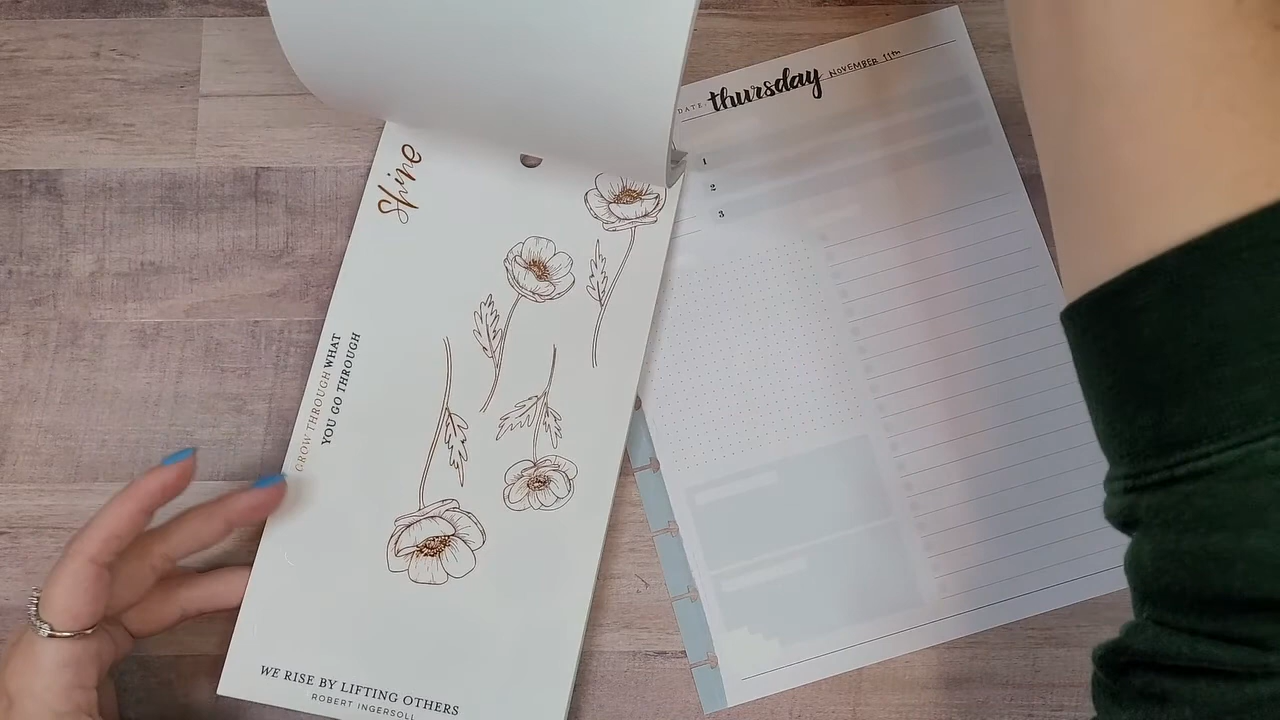 Shine
GROW THROUGH WHAT
YOU GO THROUGH
WE RISE BY LIFTING OTHERS
ROBERT INGERSOLL
DATE: thursday NOVEMBER 11th
1
2
3